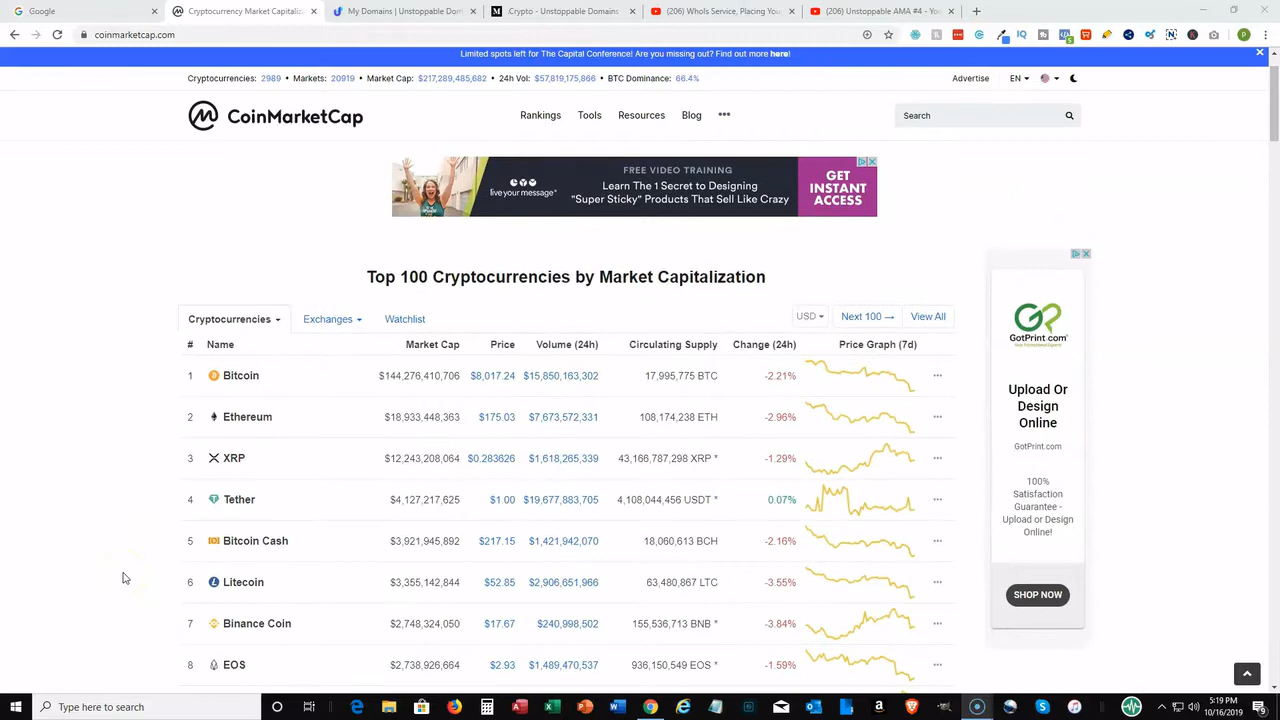 Google
Cryptocurrency Market Capitaliz
My Domains | Unstoppable Dom
.Crypto - Unstoppable Domains
(206) WhoIs Service, Placing You
(206) Unstoppable AMA #4 - You
coinmarketcap.com
Limited spots left for The Capital Conference! Are you missing out? Find out more here!
Cryptocurrencies: 2989 • Markets: 20919 • Market Cap: $217,289,485,682 • 24h Vol: $57,819,175,866 • BTC Dominance: 66.4%
Advertise EN
CoinMarketCap
Rankings Tools Resources Blog •••
Search
live your message*
FREE VIDEO TRAINING
Learn The 1 Secret to Designing
"Super Sticky" Products That Sell Like Crazy
GET
INSTANT
ACCESS
Top 100 Cryptocurrencies by Market Capitalization
Cryptocurrencies Exchanges Watchlist
USD Next 100 → View All
# Name Market Cap Price Volume (24h) Circulating Supply Change (24h) Price Graph (7d)
1 Bitcoin $144,276,410,706 $8,017.24 $15,850,163,302 17,995,775 BTC -2.21%
2 Ethereum $18,933,448,363 $175.03 $7,673,572,331 108,174,238 ETH -2.96%
3 XRP $12,243,208,064 $0.283626 $1,618,265,339 43,166,787,298 XRP * -1.29%
4 Tether $4,127,217,625 $1.00 $19,677,883,705 4,108,044,456 USDT * 0.07%
5 Bitcoin Cash $3,921,945,892 $217.15 $1,421,942,070 18,060,613 BCH -2.16%
6 Litecoin $3,355,142,844 $52.85 $2,906,651,966 63,480,867 LTC -3.55%
7 Binance Coin $2,748,324,050 $17.67 $240,998,502 155,536,713 BNB * -3.84%
8 EOS $2,738,926,664 $2.93 $1,489,470,537 936,150,549 EOS * -1.59%
GP
GotPrint.com
Upload Or
Design
Online
GotPrint.com
100%
Satisfaction
Guarantee -
Upload or Design
Online!
SHOP NOW
Type here to search
5:19 PM
10/16/2019